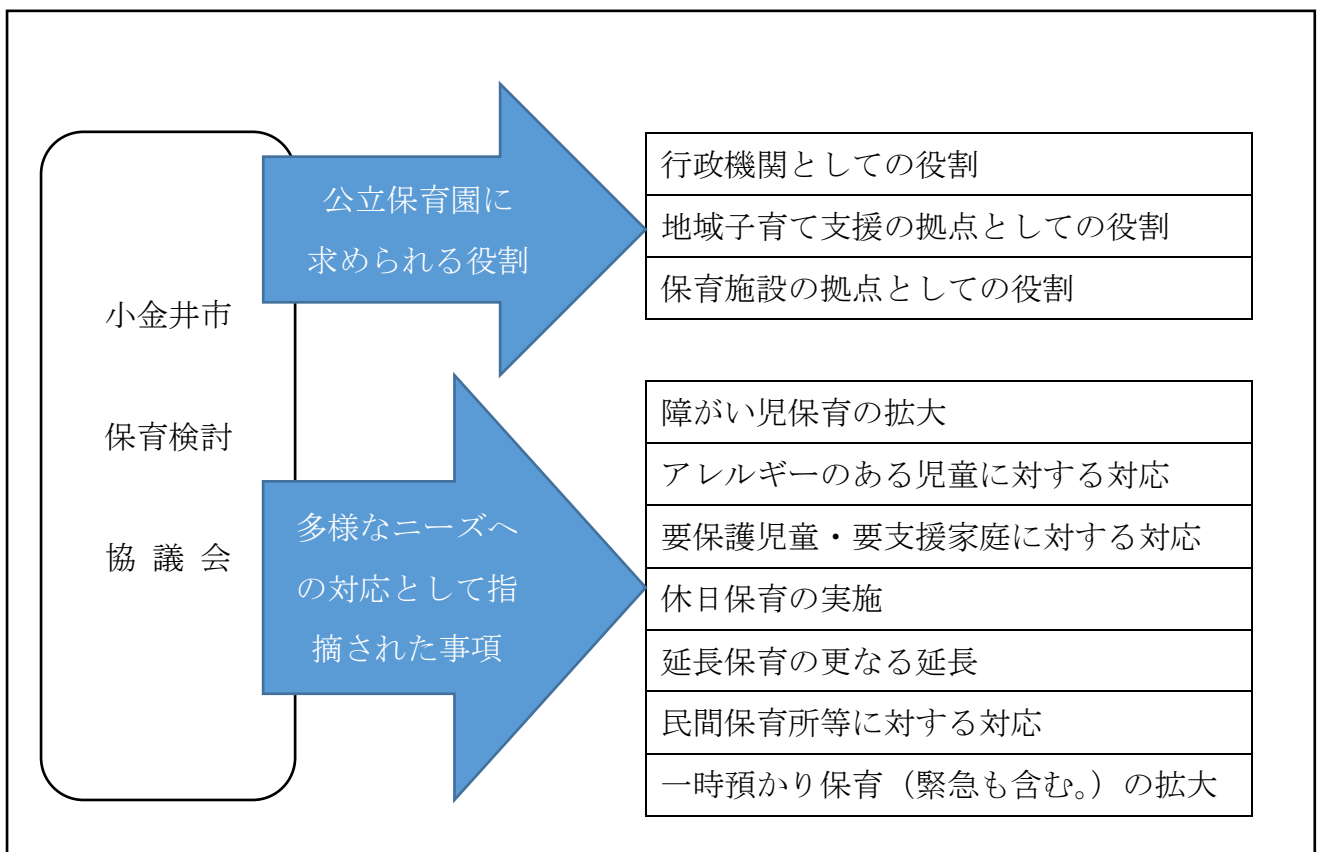 小金井市
保育検討
協議会
公立保育園に
求められる役割
行政機関としての役割
地域子育て支援の拠点としての役割
保育施設の拠点としての役割
多様なニーズへ
の対応として指
摘された事項
障がい児保育の拡大
アレルギーのある児童に対する対応
要保護児童・要支援家庭に対する対応
休日保育の実施
延長保育の更なる延長
民間保育所等に対する対応
一時預かり保育（緊急も含む。）の拡大